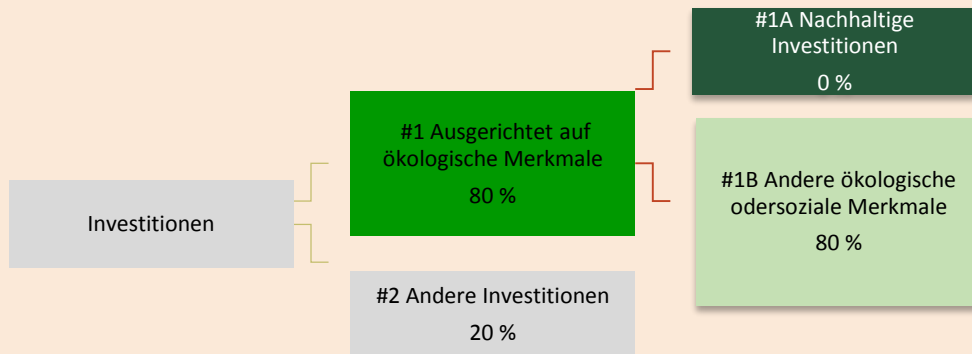 Investitionen
#1 Ausgerichtet auf
ökologische Merkmale
80 %
#2 Andere Investitionen
20 %
#1A Nachhaltige
Investitionen
0 %
#1B Andere ökologische
odersoziale Merkmale
80 %